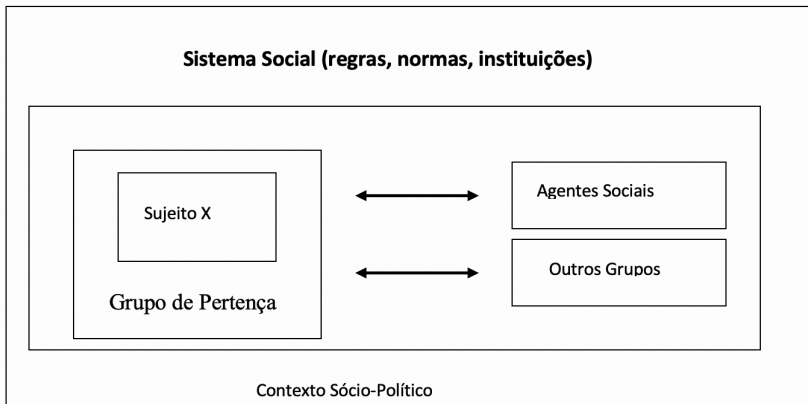 Sistema Social (regras, normas, instituições)
Sujeito X
Grupo de Pertença
Agentes Sociais
Outros Grupos
Contexto Sócio-Político